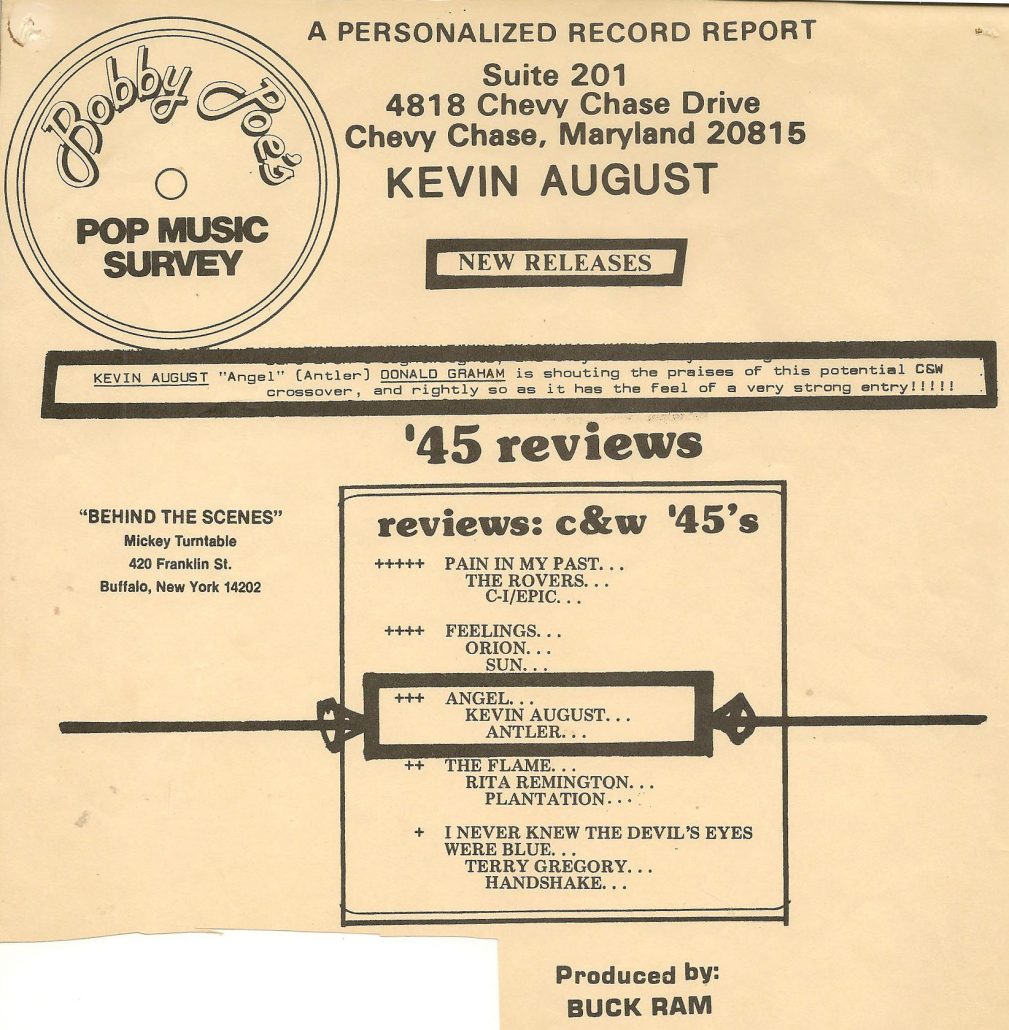 A PERSONALIZED RECORD REPORT
Bobby Poe's
POP MUSIC
SURVEY
Suite 201
4818 Chevy Chase Drive
Chevy Chase, Maryland 20815
KEVIN AUGUST
NEW RELEASES
KEVIN AUGUST "Angel" (Antler) DONALD GRAHAM is shouting the praises of this potential C&W
crossover, and rightly so as it has the feel of a very strong entry!!!!!
'45 reviews
"BEHIND THE SCENES"
Mickey Turntable
420 Franklin St.
Buffalo, New York 14202
reviews: c&w '45's
+++++ PAIN IN MY PAST...
THE ROVERS...
C-I/EPIC...
++++ FEELINGS...
ORION...
SUN...
+++ ANGEL...
KEVIN AUGUST...
ANTLER...
++ THE FLAME...
RITA REMINGTON...
PLANTATION...
+ I NEVER KNEW THE DEVIL'S EYES
WERE BLUE...
TERRY GREGORY...
HANDSHAKE...
Produced by:
BUCK RAM